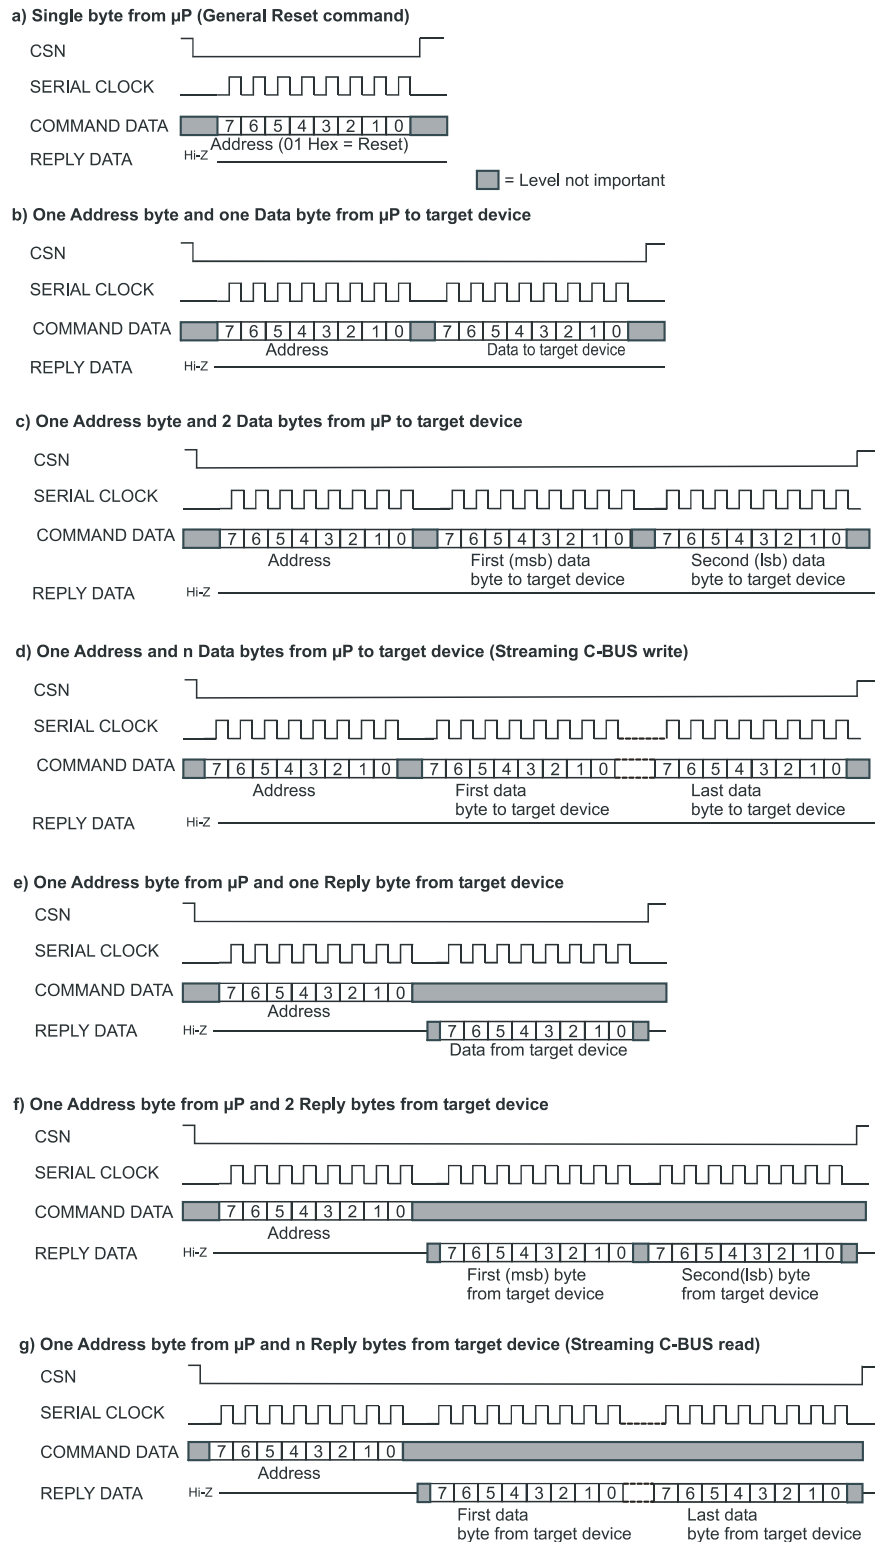 a) Single byte from µP (General Reset command)
CSN
SERIAL CLOCK
COMMAND DATA 7 6 5 4 3 2 1 0
Address (01 Hex = Reset)
REPLY DATA Hi-Z
= Level not important
b) One Address byte and one Data byte from µP to target device
CSN
SERIAL CLOCK
COMMAND DATA 7 6 5 4 3 2 1 0 7 6 5 4 3 2 1 0
Address Data to target device
REPLY DATA Hi-Z
c) One Address byte and 2 Data bytes from µP to target device
CSN
SERIAL CLOCK
COMMAND DATA 7 6 5 4 3 2 1 0 7 6 5 4 3 2 1 0 7 6 5 4 3 2 1 0
Address First (msb) data Second (lsb) data
byte to target device byte to target device
REPLY DATA Hi-Z
d) One Address and n Data bytes from µP to target device (Streaming C-BUS write)
CSN
SERIAL CLOCK
COMMAND DATA 7 6 5 4 3 2 1 0 7 6 5 4 3 2 1 0 7 6 5 4 3 2 1 0
Address First data Last data
byte to target device byte to target device
REPLY DATA Hi-Z
e) One Address byte from µP and one Reply byte from target device
CSN
SERIAL CLOCK
COMMAND DATA 7 6 5 4 3 2 1 0
Address
REPLY DATA Hi-Z 7 6 5 4 3 2 1 0
Data from target device
f) One Address byte from µP and 2 Reply bytes from target device
CSN
SERIAL CLOCK
COMMAND DATA 7 6 5 4 3 2 1 0
Address
REPLY DATA Hi-Z 7 6 5 4 3 2 1 0 7 6 5 4 3 2 1 0
First (msb) byte Second(lsb) byte
from target device from target device
g) One Address byte from µP and n Reply bytes from target device (Streaming C-BUS read)
CSN
SERIAL CLOCK
COMMAND DATA 7 6 5 4 3 2 1 0
Address
REPLY DATA Hi-Z 7 6 5 4 3 2 1 0 7 6 5 4 3 2 1 0
First data Last data
byte from target device byte from target device